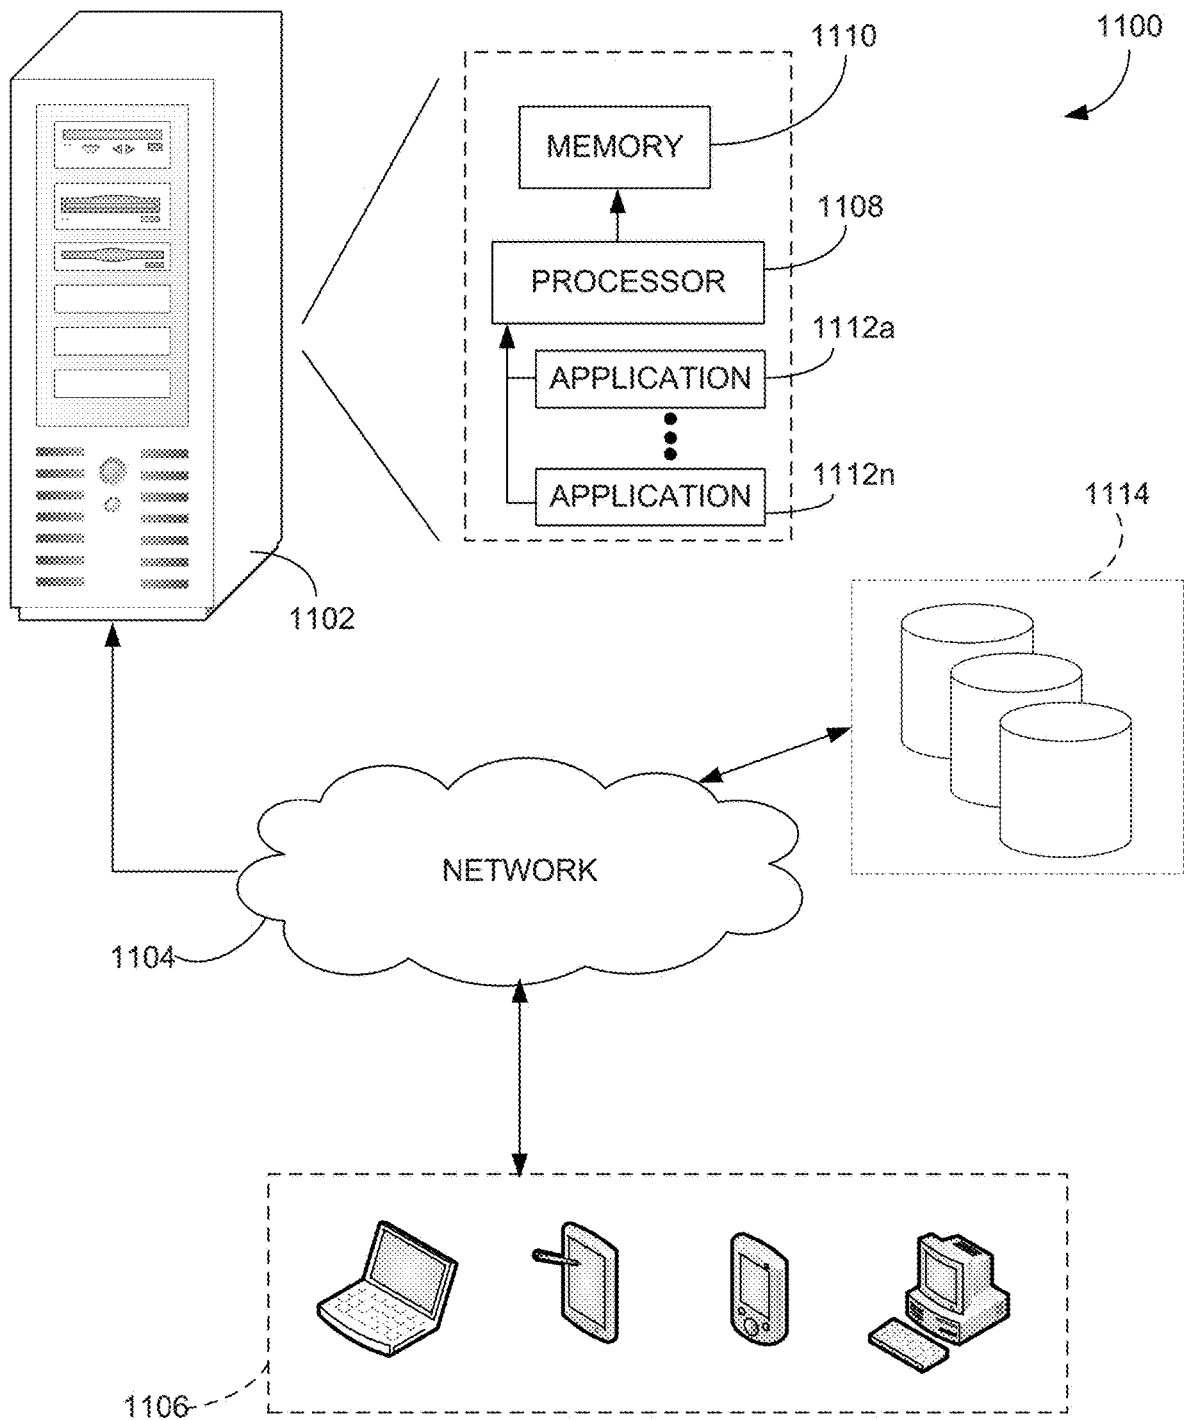 1100
1110
MEMORY
1108
PROCESSOR
1112a
APPLICATION
1112n
APPLICATION
1114
1102
NETWORK
1104
1106